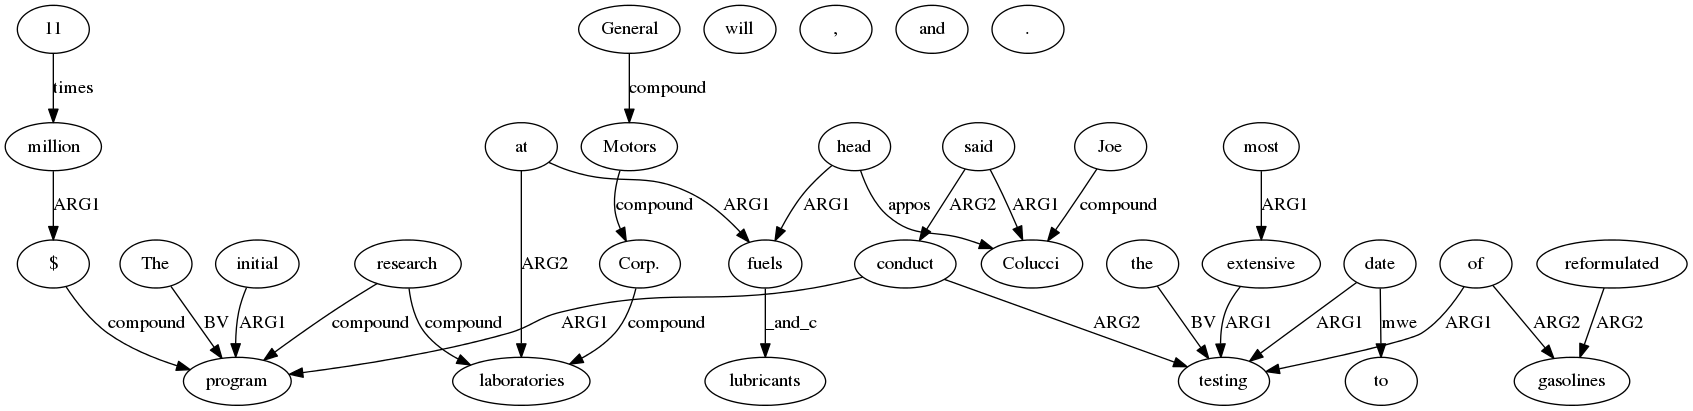 11 General will , and .
times compound
million at Motors head said Joe most
ARG1 compound ARG1 ARG1 appos ARG2 ARG1 compound ARG1
$ The initial research ARG2 Corp. fuels conduct Colucci the extensive date of reformulated
compound BV ARG1 compound compound ARG1 compound _and_c ARG2 BV ARG1 ARG1 mwe ARG1 ARG2 ARG2
program laboratories lubricants testing to gasolines